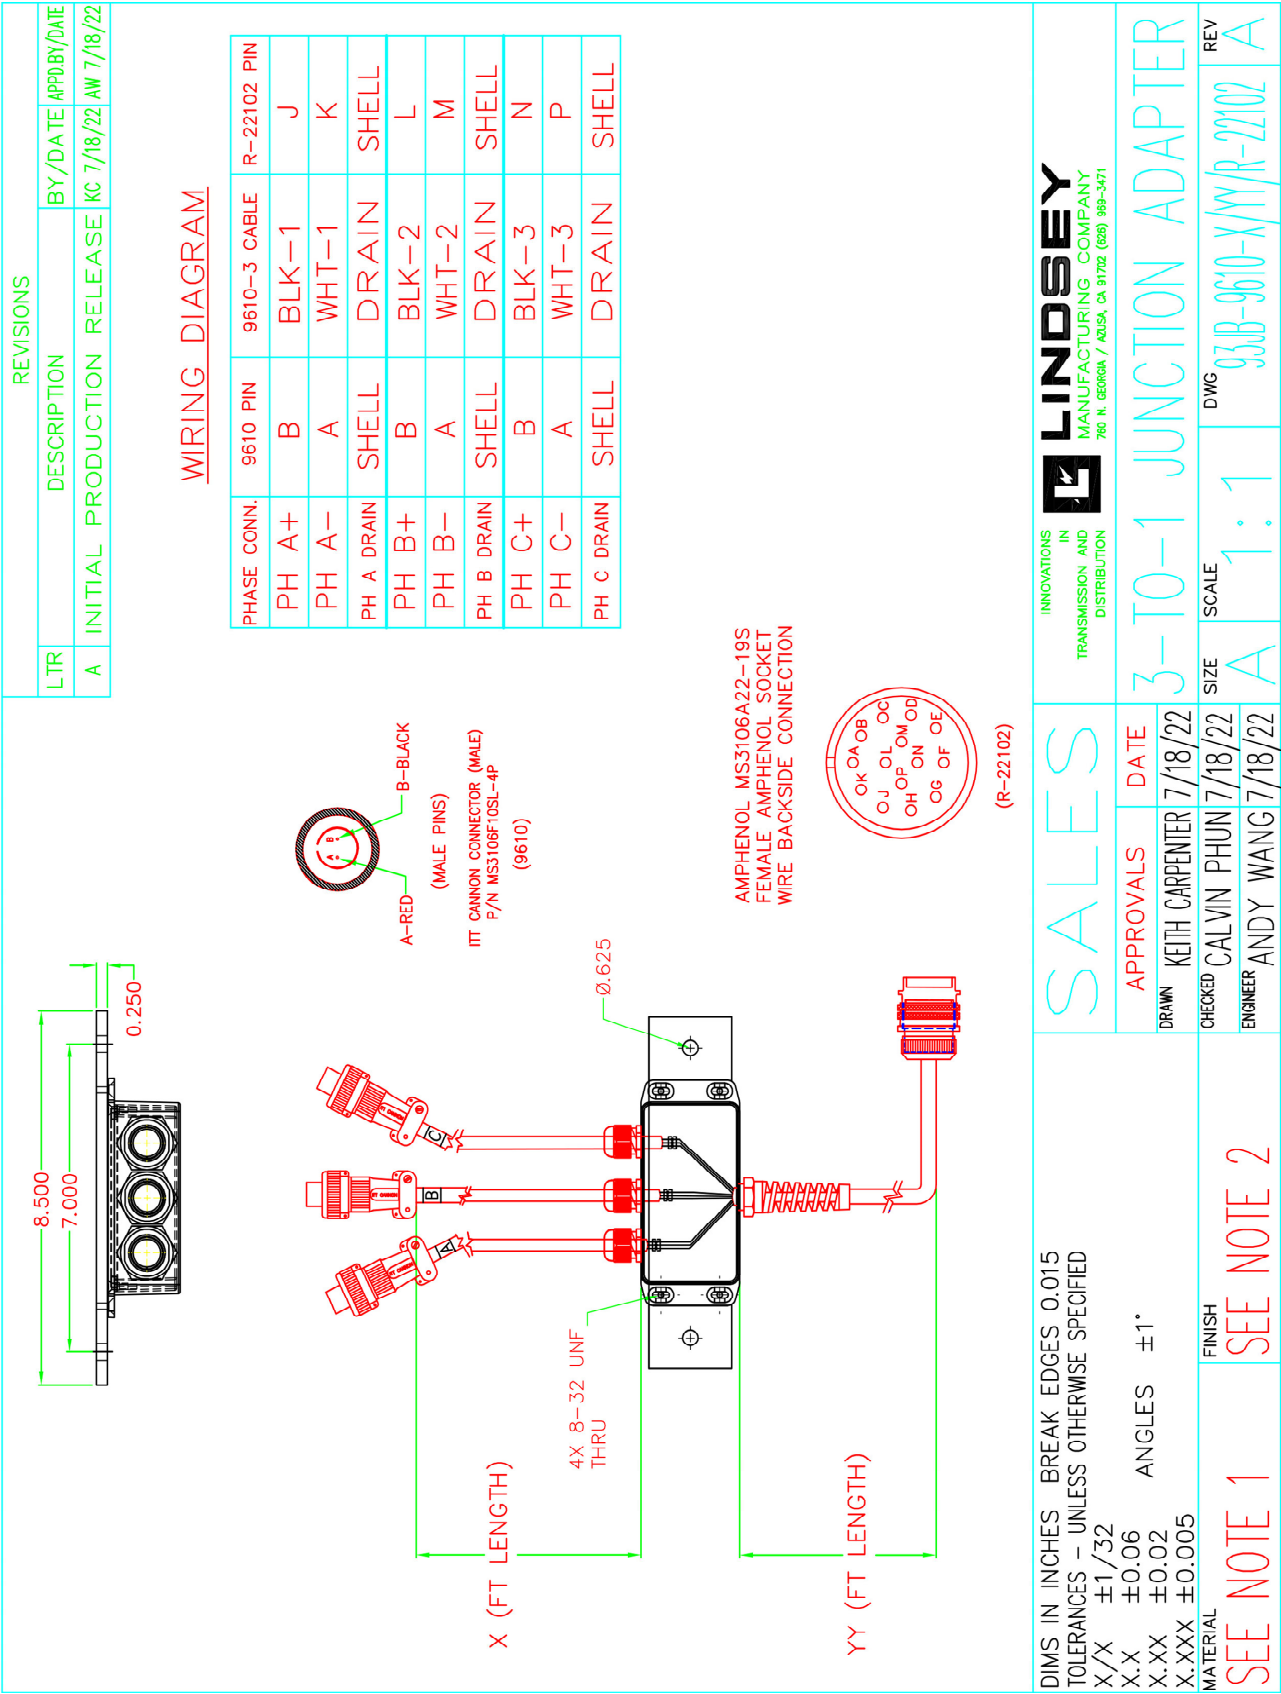 REVISIONS
LTR DESCRIPTION BY/DATE APPD.BY/DATE
A INITIAL PRODUCTION RELEASE KC 7/18/22 AW 7/18/22
8.500
7.000
0.250
A-RED
B-BLACK
(MALE PINS)
ITT CANNON CONNECTOR (MALE)
P/N MS3106F10SL-4P
(9610)
WIRING DIAGRAM
PHASE CONN. 9610 PIN 9610-3 CABLE R-22102 PIN
PH A+ B BLK-1 J
PH A- A WHT-1 K
PH A DRAIN SHELL DRAIN SHELL
PH B+ B BLK-2 L
PH B- A WHT-2 M
PH B DRAIN SHELL DRAIN SHELL
PH C+ B BLK-3 N
PH C- A WHT-3 P
PH C DRAIN SHELL DRAIN SHELL
X (FT LENGTH)
4X 8-32 UNF
THRU
A
B
C
Ø.625
YY (FT LENGTH)
AMPHENOL MS3106A22-19S
FEMALE AMPHENOL SOCKET
WIRE BACKSIDE CONNECTION
K A B
J L C
P M D
H N
G F E
(R-22102)
DIMS IN INCHES BREAK EDGES 0.015
TOLERANCES - UNLESS OTHERWISE SPECIFIED
X/X ±1/32
X.X ±0.06
X.XX ±0.02 ANGLES ±1°
X.XXX ±0.005
MATERIAL
SEE NOTE 1
FINISH
SEE NOTE 2
SALES
APPROVALS DATE
DRAWN KEITH CARPENTER 7/18/22
CHECKED CALVIN PHUN 7/18/22
ENGINEER ANDY WANG 7/18/22
INNOVATIONS
IN
TRANSMISSION AND
DISTRIBUTION
LINDSEY
MANUFACTURING COMPANY
760 N. GEORGIA / AZUSA, CA 91702 (626) 969-3471
3-TO-1 JUNCTION ADAPTER
SIZE A
SCALE 1:1
DWG 93JB-9610-X/YY/R-22102
REV A